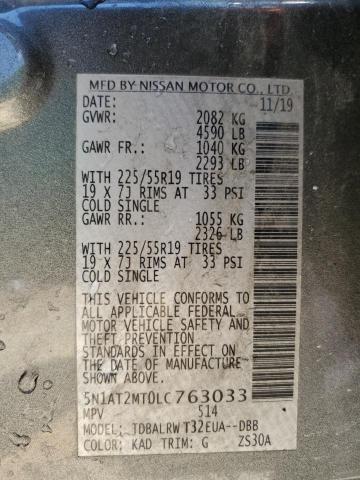 MFD BY NISSAN MOTOR CO., LTD
DATE: 11/19
GVWR: 2082 KG
4590 LB
GAWR FR.: 1040 KG
2293 LB
WITH 225/55R19 TIRES
19 X 7J RIMS AT 33 PSI
COLD SINGLE
GAWR RR.: 1055 KG
2326 LB
WITH 225/55R19 TIRES
19 X 7J RIMS AT 33 PSI
COLD SINGLE
THIS VEHICLE CONFORMS TO
ALL APPLICABLE FEDERAL
MOTOR VEHICLE SAFETY AND
THEFT PREVENTION
STANDARDS IN EFFECT ON
THE DATE OF MANUFACTURE
SHOWN ABOVE.
5N1AT2MT0LC763033
MPV 514
MODEL: TDBALRWT32EUA--DBB
COLOR: KAD TRIM: G ZS30A